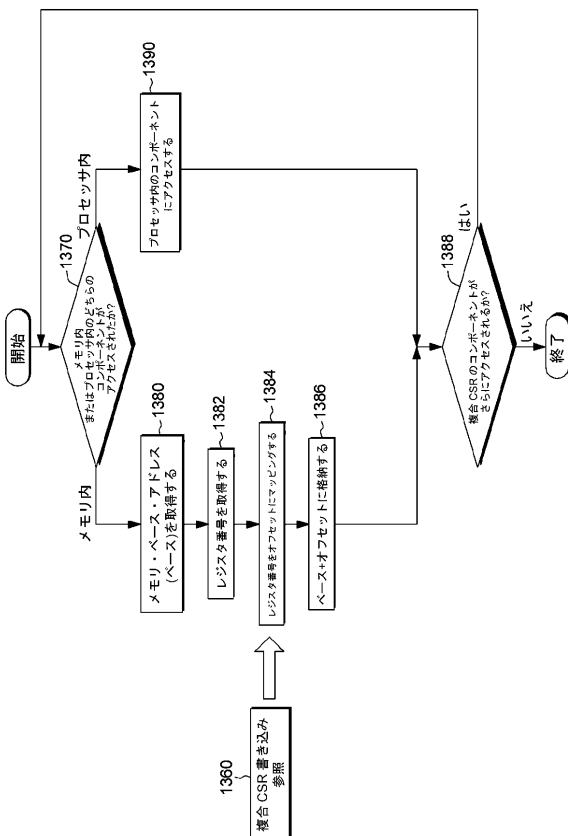 1360
複合 CSR 書き込み
参照
開始
1370
メモリ内
またはプロセッサ内のどちらの
コンポーネントが
アクセスされたか?
メモリ内
プロセッサ内
1380
メモリ・ベース・アドレス
(ベース)を取得する
1382
レジスタ番号を取得する
1384
レジスタ番号をオフセットにマッピングする
1386
ベース+オフセットに格納する
1390
プロセッサ内のコンポーネント
にアクセスする
1388
複合 CSR のコンポーネントが
さらにアクセスされるか?
はい
いいえ
終了